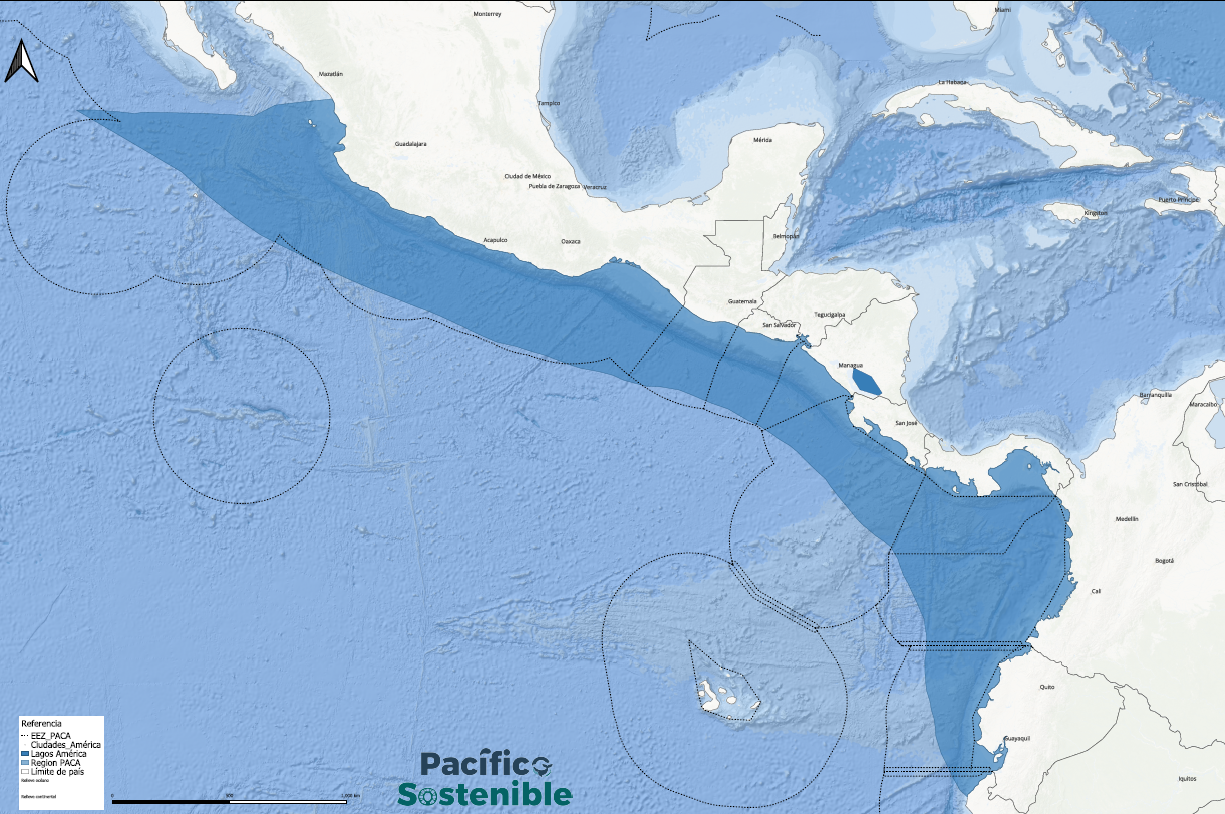 Monterrey
Miami
Mazatlán
La Habana
Tampico
Guadalajara
Mérida
Ciudad de México
Puebla de Zaragoza
Veracruz
Puerto Príncipe
Kingston
Acapulco
Oaxaca
Belmopán
Guatemala
Tegucigalpa
San Salvador
Managua
Barranquilla
Maracaibo
San José
San Cristóbal
Medellín
Bogotá
Cali
Quito
Guayaquil
Iquitos
Referencia
EEZ_PACA
Ciudades_América
Lagos América
Region PACA
Límite de país
Relieve océano
Relieve continental
0 500 1.000 km
Pacífico
Sostenible